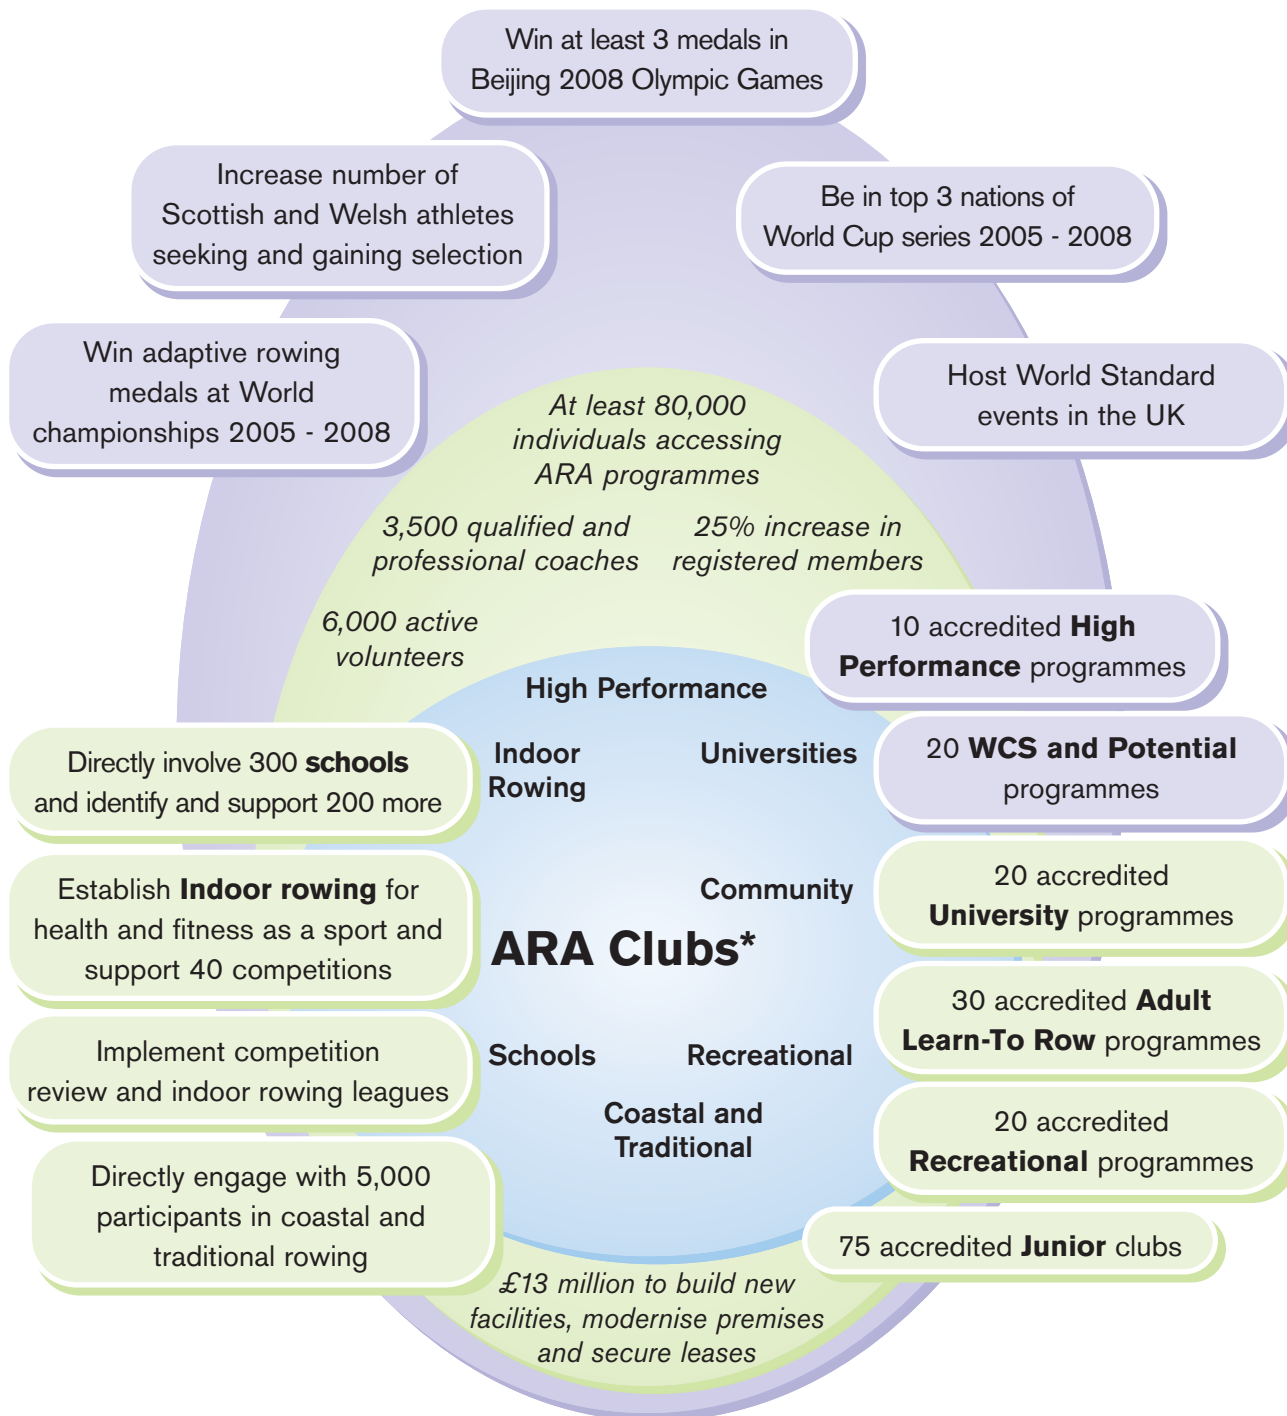 Win at least 3 medals in
Beijing 2008 Olympic Games
Increase number of
Scottish and Welsh athletes
seeking and gaining selection
Be in top 3 nations of
World Cup series 2005 - 2008
Win adaptive rowing
medals at World
championships 2005 - 2008
Host World Standard
events in the UK
At least 80,000
individuals accessing
ARA programmes
3,500 qualified and
professional coaches
25% increase in
registered members
6,000 active
volunteers
10 accredited High
Performance programmes
High Performance
Indoor
Rowing
Universities
20 WCS and Potential
programmes
Directly involve 300 schools
and identify and support 200 more
Establish Indoor rowing for
health and fitness as a sport and
support 40 competitions
Community
ARA Clubs*
20 accredited
University programmes
30 accredited Adult
Learn-To Row programmes
Implement competition
review and indoor rowing leagues
Schools
Recreational
Coastal and
Traditional
20 accredited
Recreational programmes
Directly engage with 5,000
participants in coastal and
traditional rowing
75 accredited Junior clubs
£13 million to build new
facilities, modernise premises
and secure leases